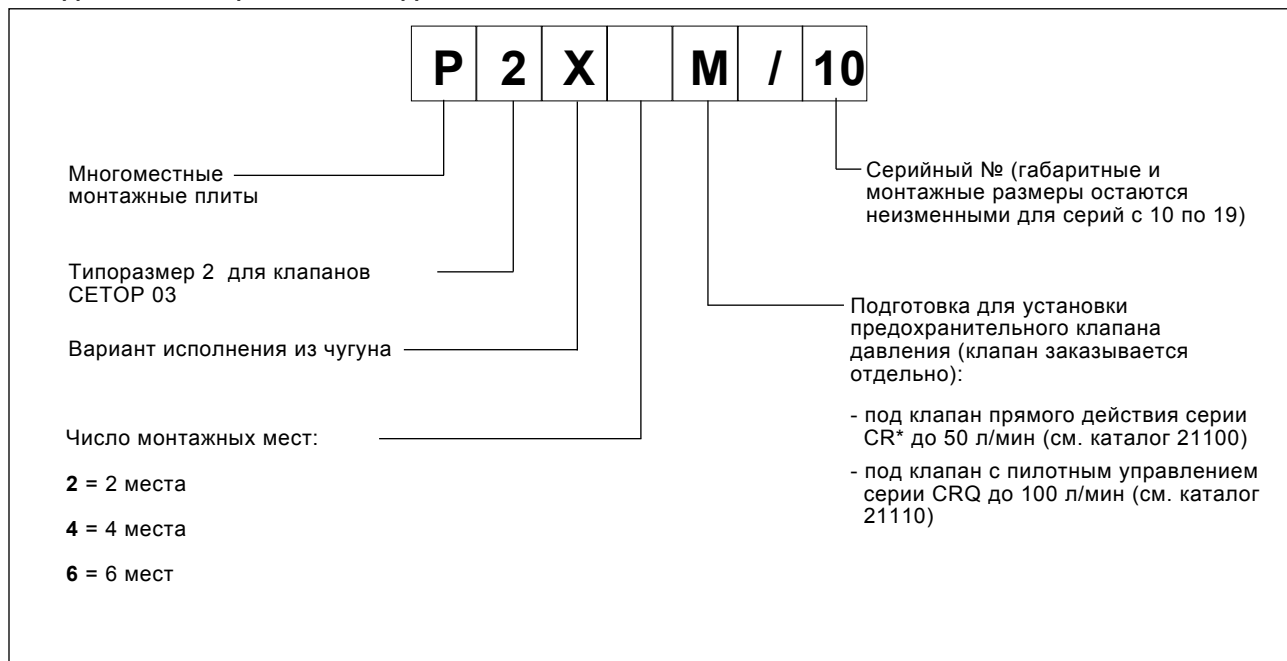 P 2 X M / 10
Многоместные
монтажные плиты
Типоразмер 2 для клапанов
CETOP 03
Вариант исполнения из чугуна
Число монтажных мест:
2 = 2 места
4 = 4 места
6 = 6 мест
Серийный № (габаритные и
монтажные размеры остаются
неизменными для серий с 10 по 19)
Подготовка для установки
предохранительного клапана
давления (клапан заказывается
отдельно):
- под клапан прямого действия серии
CR* до 50 л/мин (см. каталог 21100)
- под клапан с пилотным управлением
серии CRQ до 100 л/мин (см. каталог
21110)